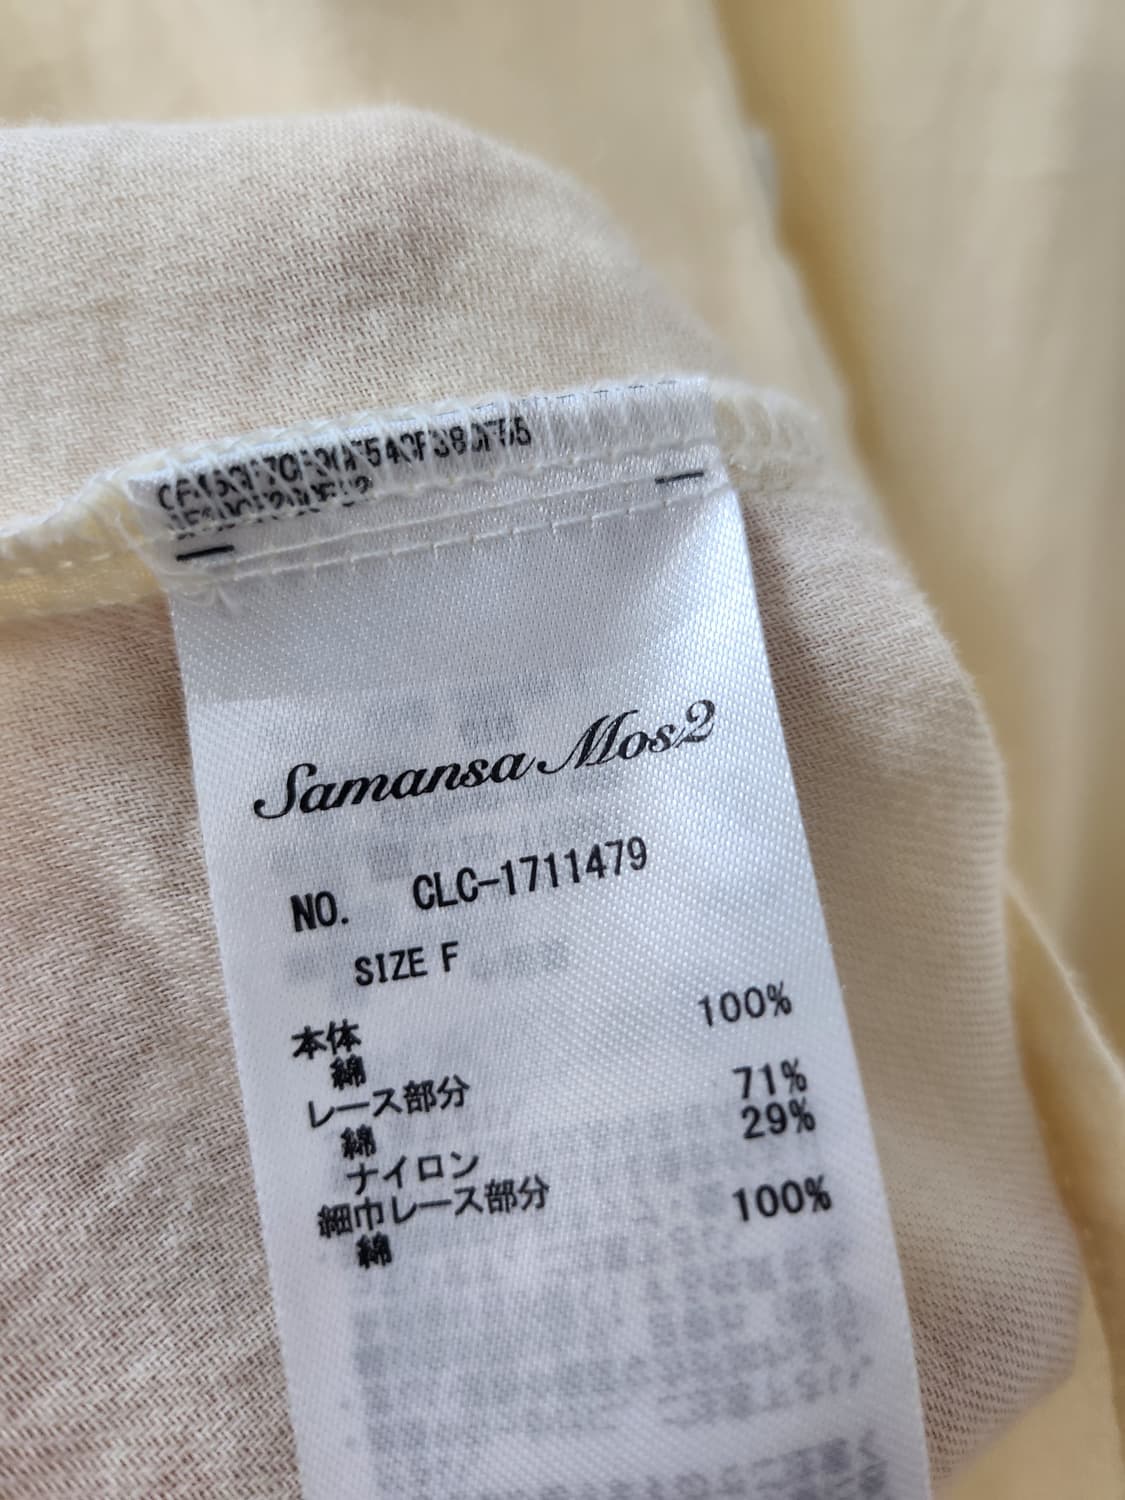 Samansa Mos2
NO. CLC-1711479
SIZE F
本体
綿 100%
レース部分
綿 71%
ナイロン 29%
細巾レース部分
綿 100%